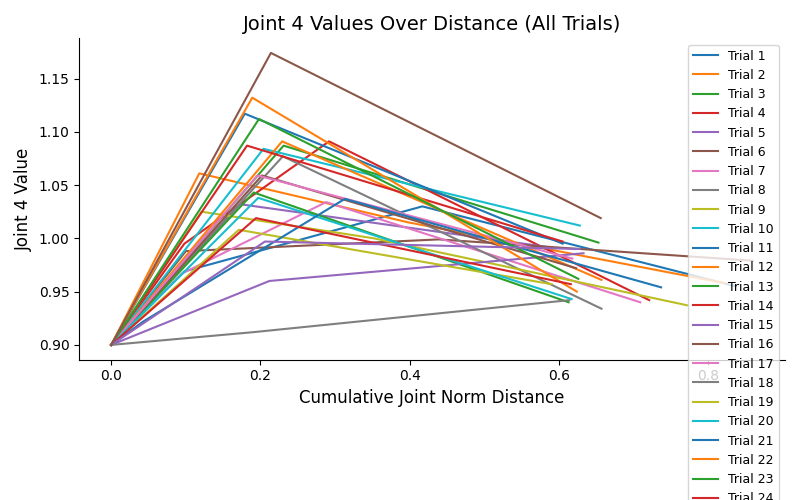 Joint 4 Values Over Distance (All Trials)
Joint 4 Value
1.15
1.10
1.05
1.00
0.95
0.90
0.0 0.2 0.4 0.6 0.8
Cumulative Joint Norm Distance
Trial 1
Trial 2
Trial 3
Trial 4
Trial 5
Trial 6
Trial 7
Trial 8
Trial 9
Trial 10
Trial 11
Trial 12
Trial 13
Trial 14
Trial 15
Trial 16
Trial 17
Trial 18
Trial 19
Trial 20
Trial 21
Trial 22
Trial 23
Trial 24